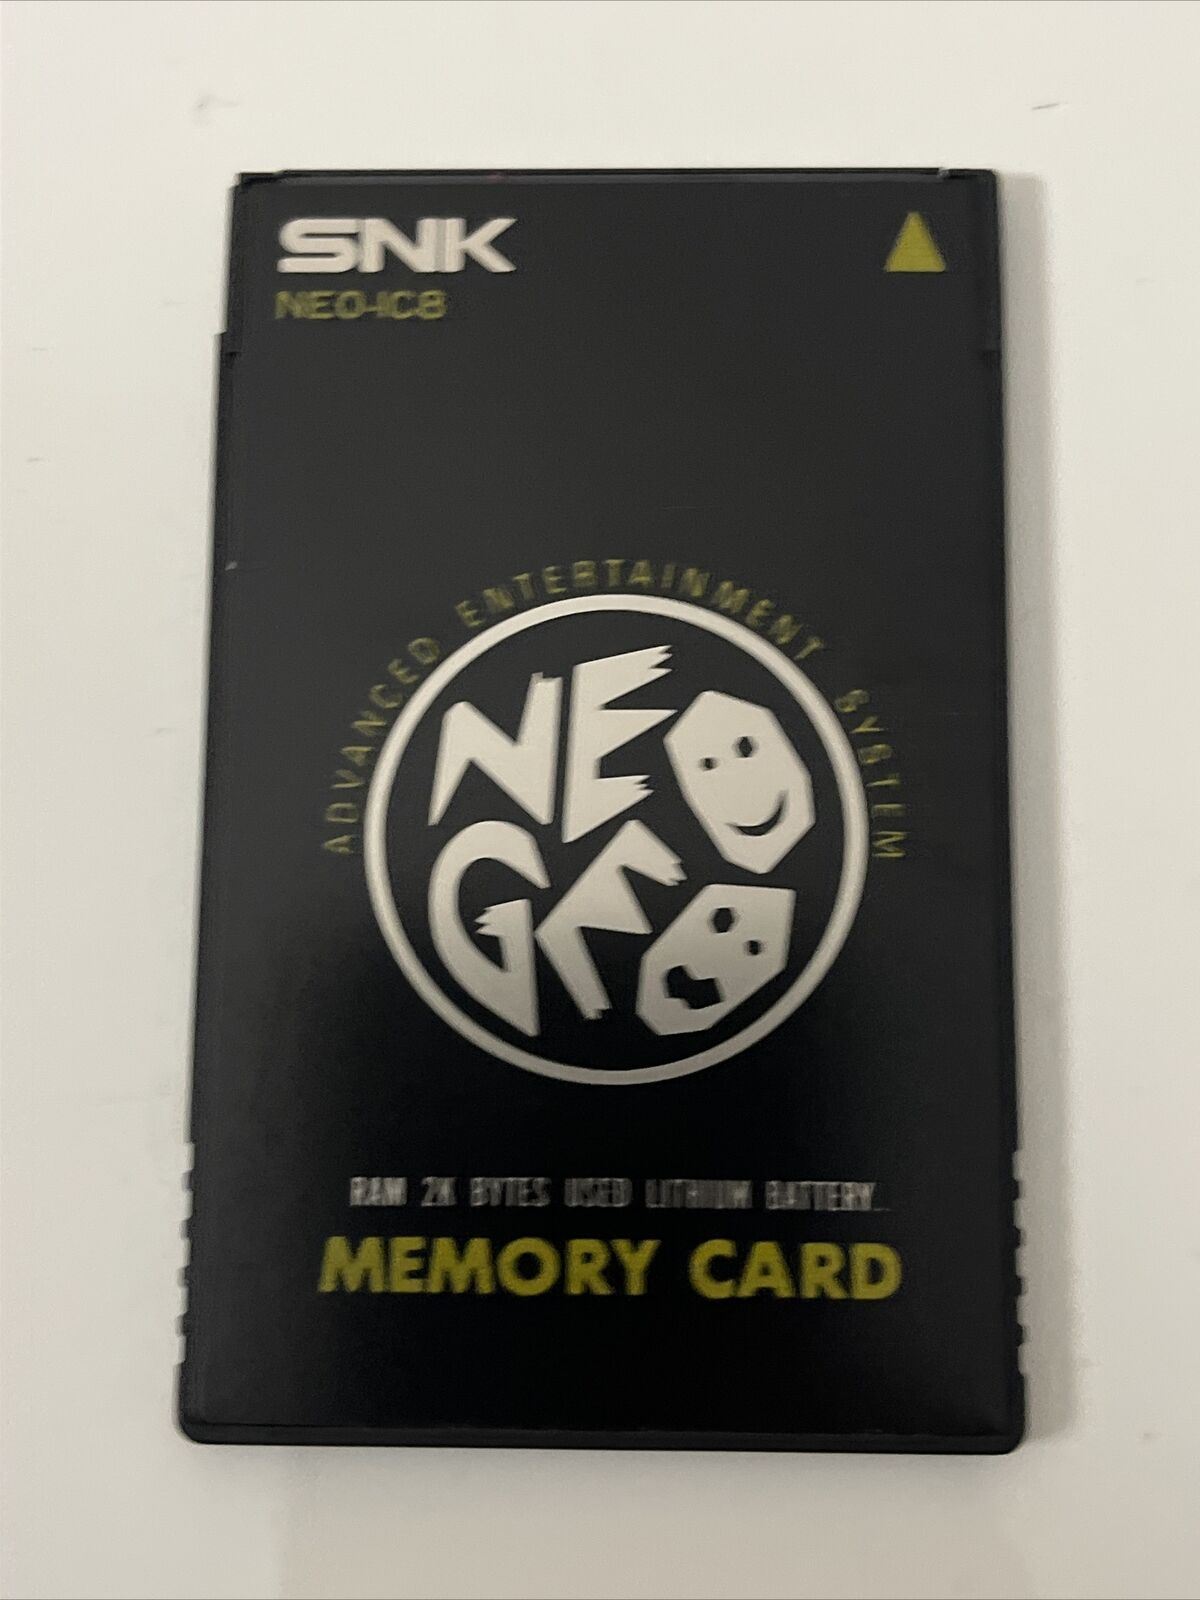 SNK
NEO-IC8
ADVANCED ENTERTAINMENT SYSTEM
NEO
GEO
RAM 2K BYTES USED LITHIUM BATTERY...
MEMORY CARD